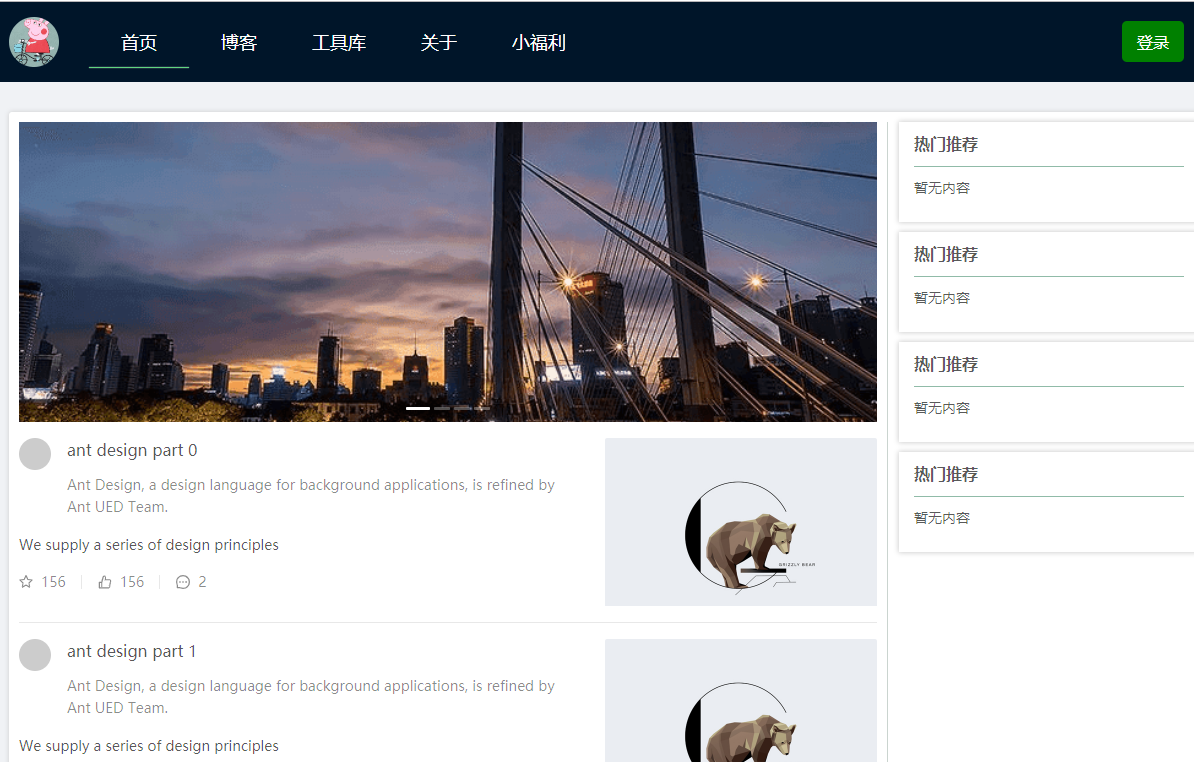 首页
博客
工具库
关于
小福利
登录
ant design part 0
Ant Design, a design language for background applications, is refined by
Ant UED Team.
We supply a series of design principles
156
156
2
GRIZZLY BEAR
ant design part 1
Ant Design, a design language for background applications, is refined by
Ant UED Team.
We supply a series of design principles
热门推荐
暂无内容
热门推荐
暂无内容
热门推荐
暂无内容
热门推荐
暂无内容